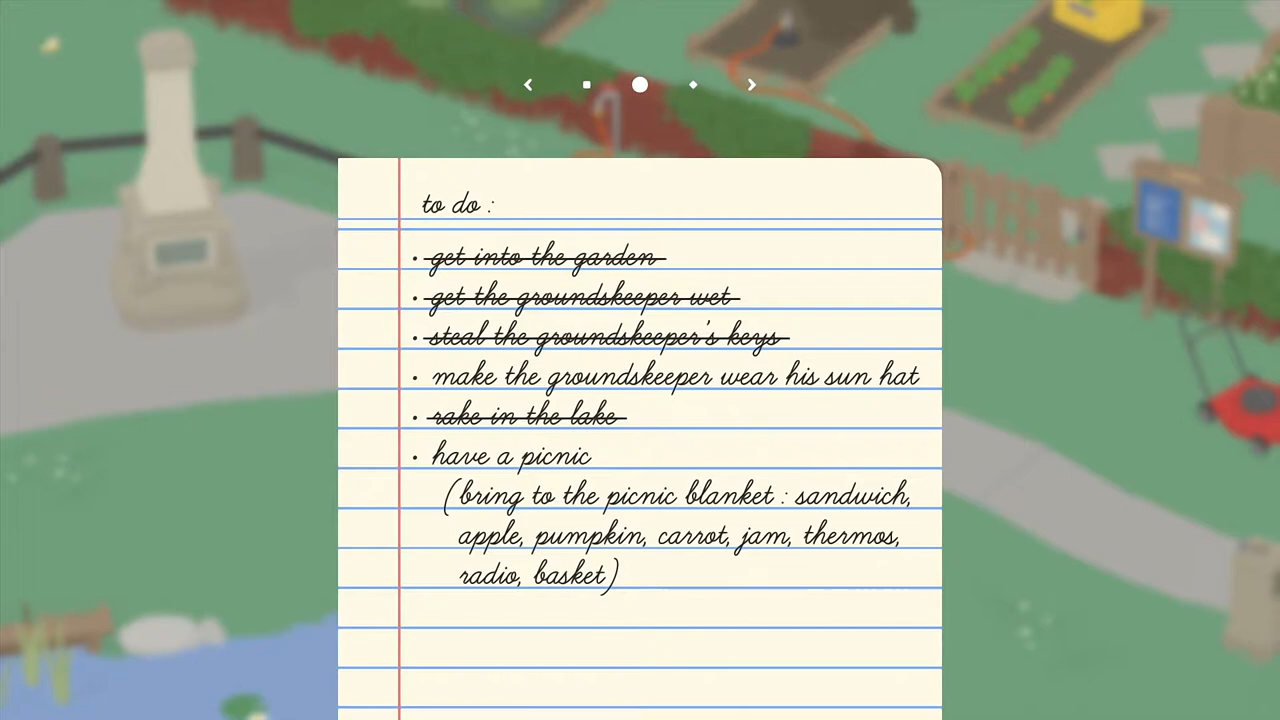 to do :
• get into the garden
• get the groundskeeper wet
• steal the groundskeeper's keys
• make the groundskeeper wear his sun hat
• rake in the lake
• have a picnic
(bring to the picnic blanket : sandwich,
apple, pumpkin, carrot, jam, thermos,
radio, basket)